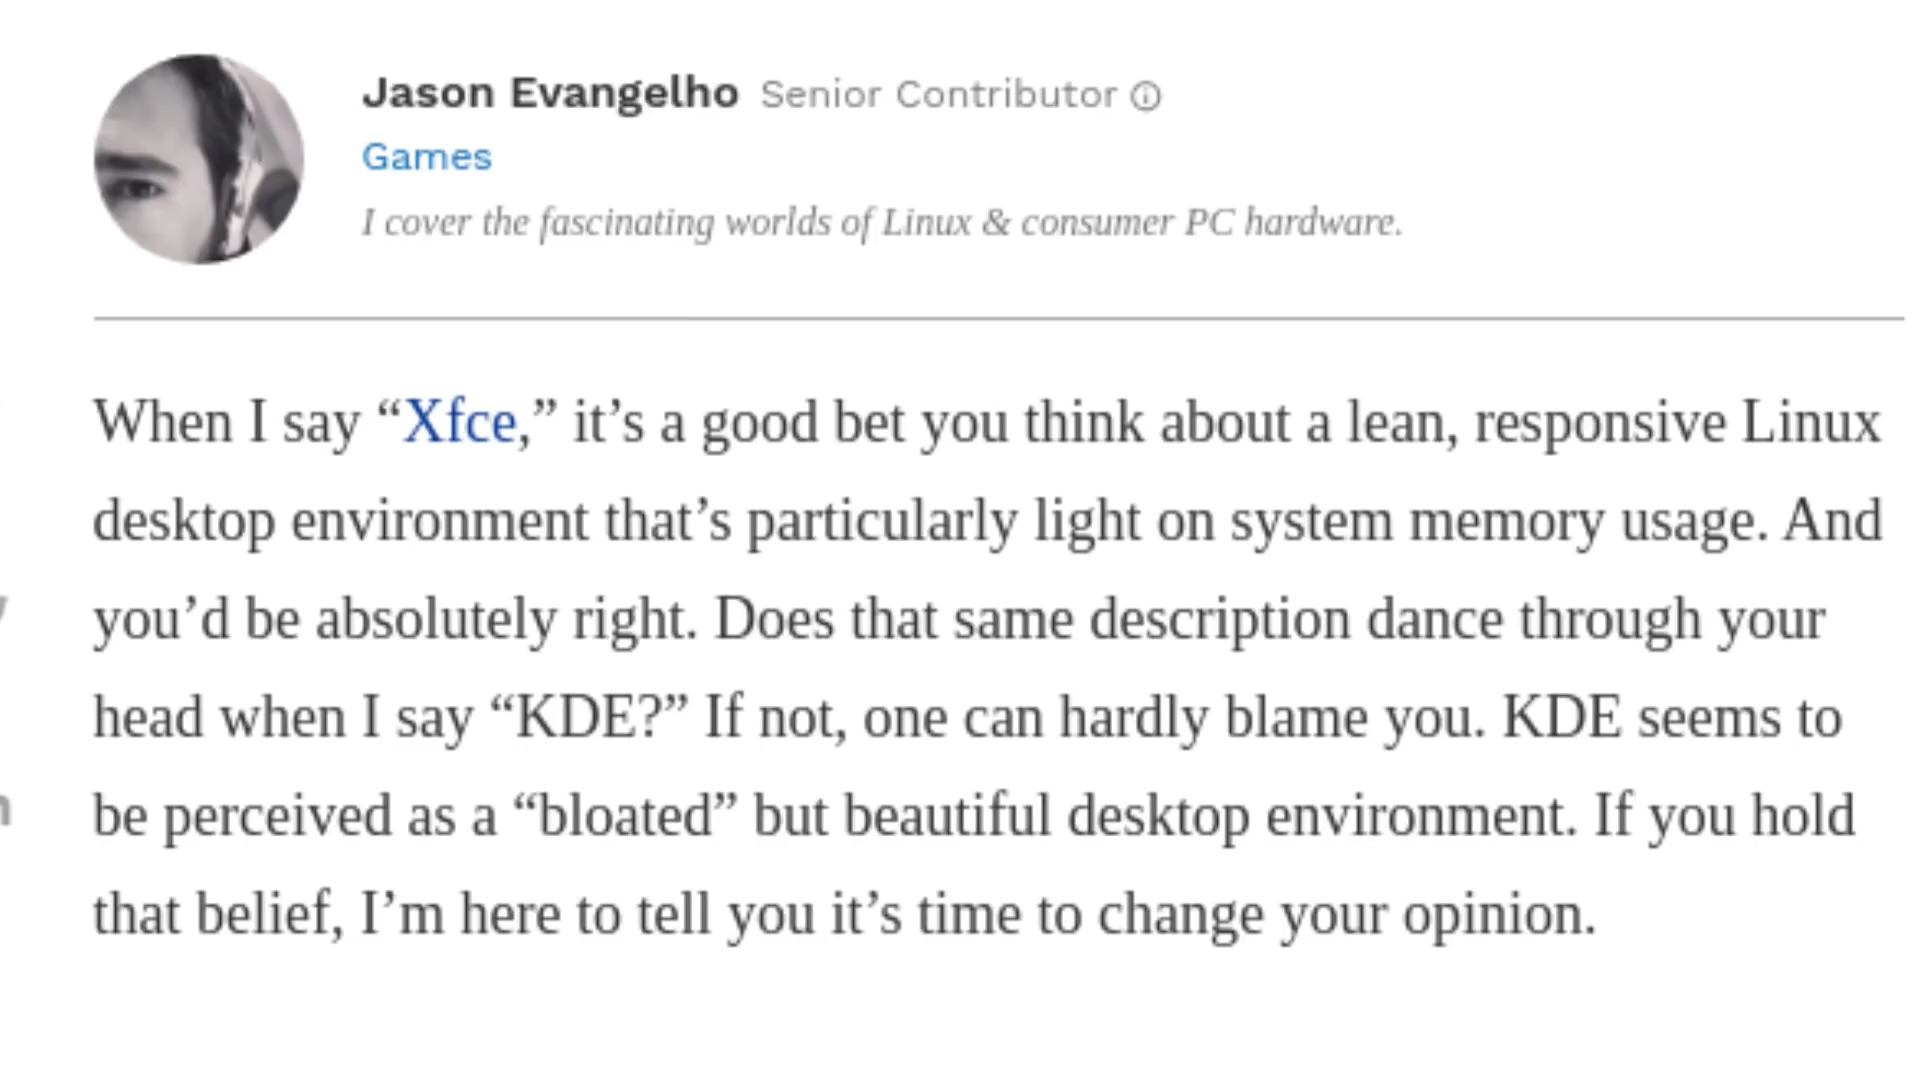 Jason Evangelho Senior Contributor
Games
I cover the fascinating worlds of Linux & consumer PC hardware.
When I say “Xfce,” it’s a good bet you think about a lean, responsive Linux
desktop environment that’s particularly light on system memory usage. And
you’d be absolutely right. Does that same description dance through your
head when I say “KDE?” If not, one can hardly blame you. KDE seems to
be perceived as a “bloated” but beautiful desktop environment. If you hold
that belief, I’m here to tell you it’s time to change your opinion.